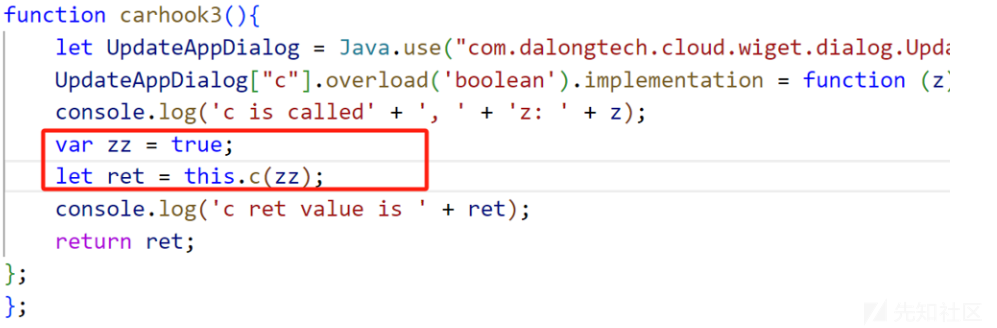 function carhook3(){
let UpdateAppDialog = Java.use("com.dalongtech.cloud.wiget.dialog.Upda
UpdateAppDialog["c"].overload('boolean').implementation = function (z)
console.log('c is called' + ', ' + 'z: ' + z);
var zz = true;
let ret = this.c(zz);
console.log('c ret value is ' + ret);
return ret;
};
};
先知社区